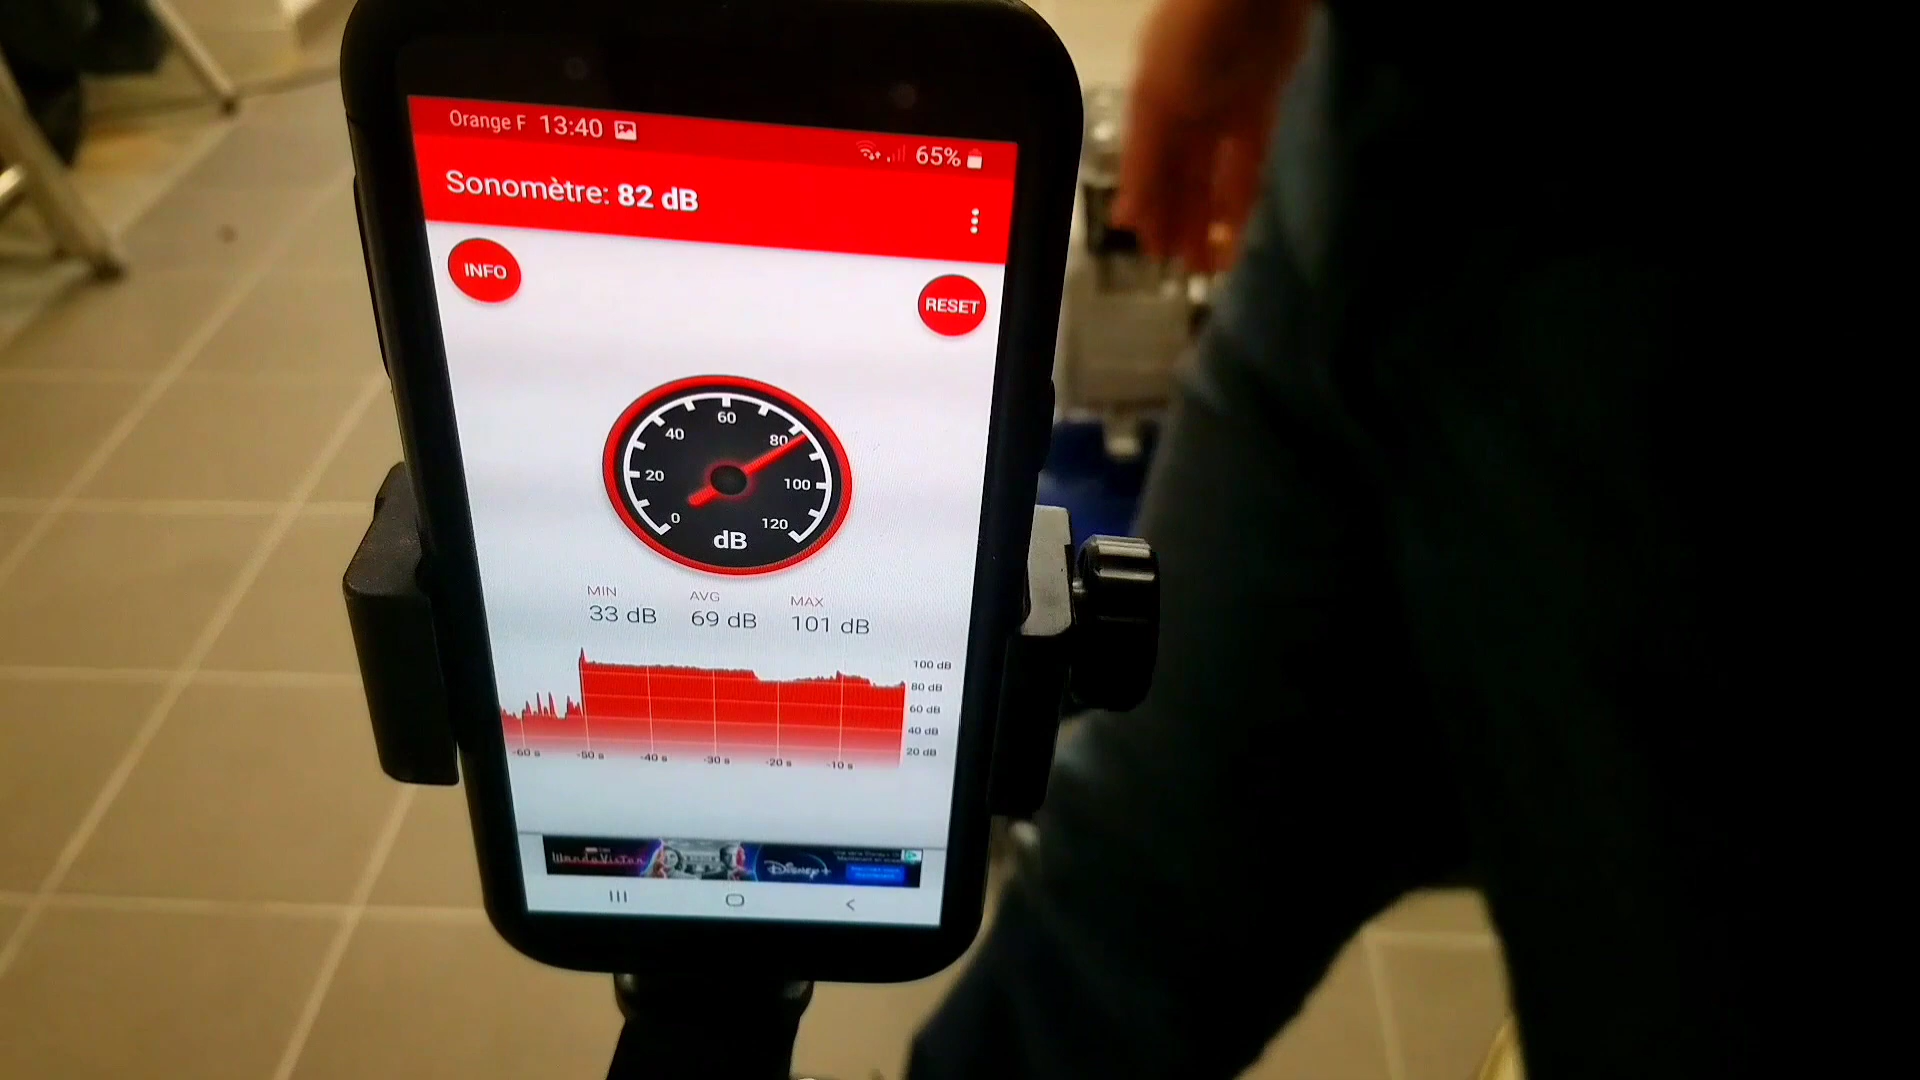 Orange F 13:40
65%
Sonomètre: 82 dB
INFO
RESET
0 20 40 60 80 100 120
dB
MIN AVG MAX
33 dB 69 dB 101 dB
100 dB
80 dB
60 dB
40 dB
20 dB
-60 s -50 s -40 s -30 s -20 s -10 s
WandaVision
Disney+